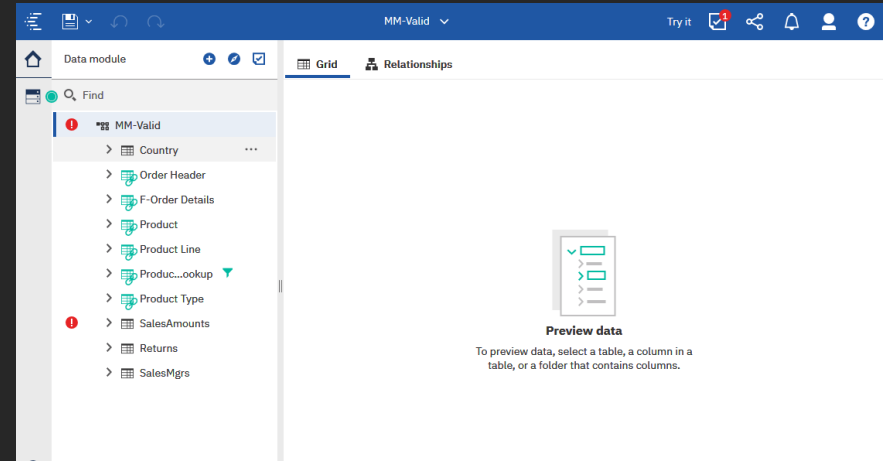 MM-Valid
Try it
1
?
Data module
Grid
Relationships
Find
MM-Valid
Country
Order Header
F-Order Details
Product
Product Line
Produc...ookup
Product Type
SalesAmounts
Returns
SalesMgrs
Preview data
To preview data, select a table, a column in a
table, or a folder that contains columns.